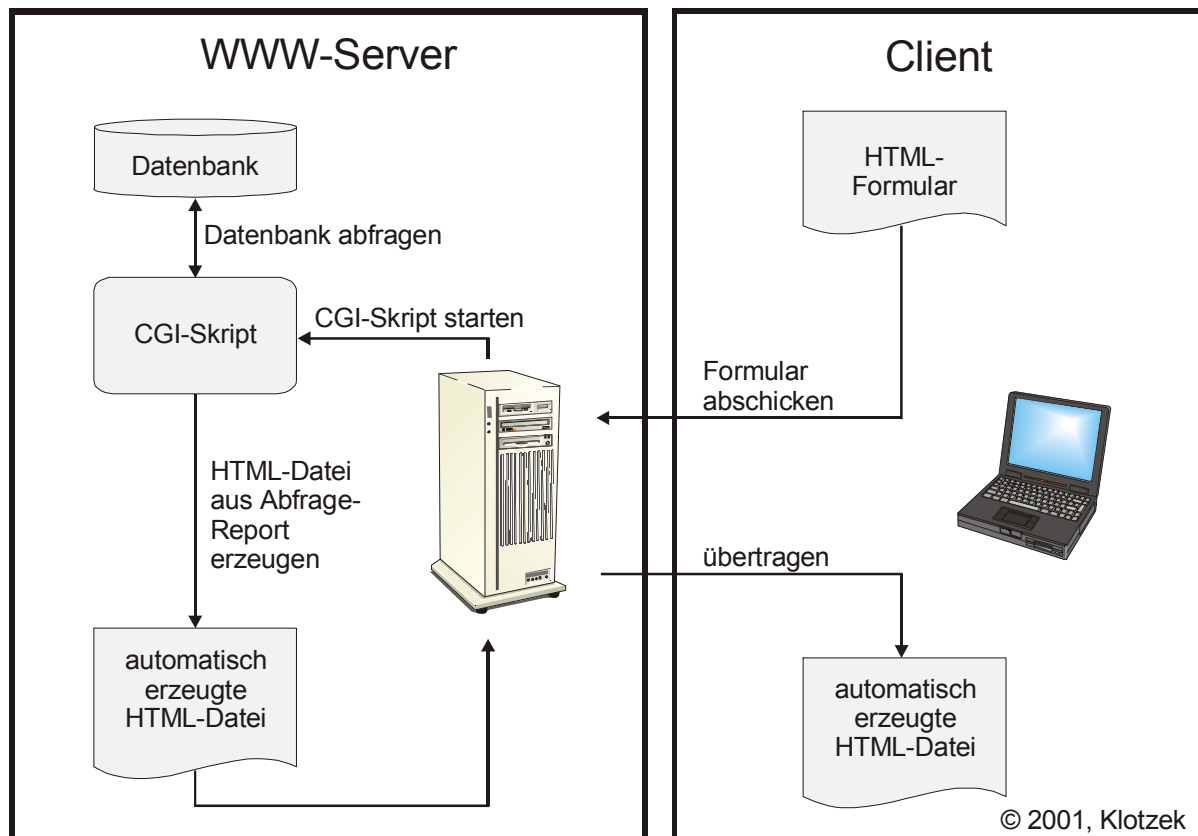 WWW-Server
Datenbank
Datenbank abfragen
CGI-Skript
CGI-Skript starten
HTML-Datei
aus Abfrage-
Report
erzeugen
automatisch
erzeugte
HTML-Datei
Client
HTML-
Formular
Formular
abschicken
übertragen
automatisch
erzeugte
HTML-Datei
© 2001, Klotzek